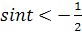 sint < -1/2